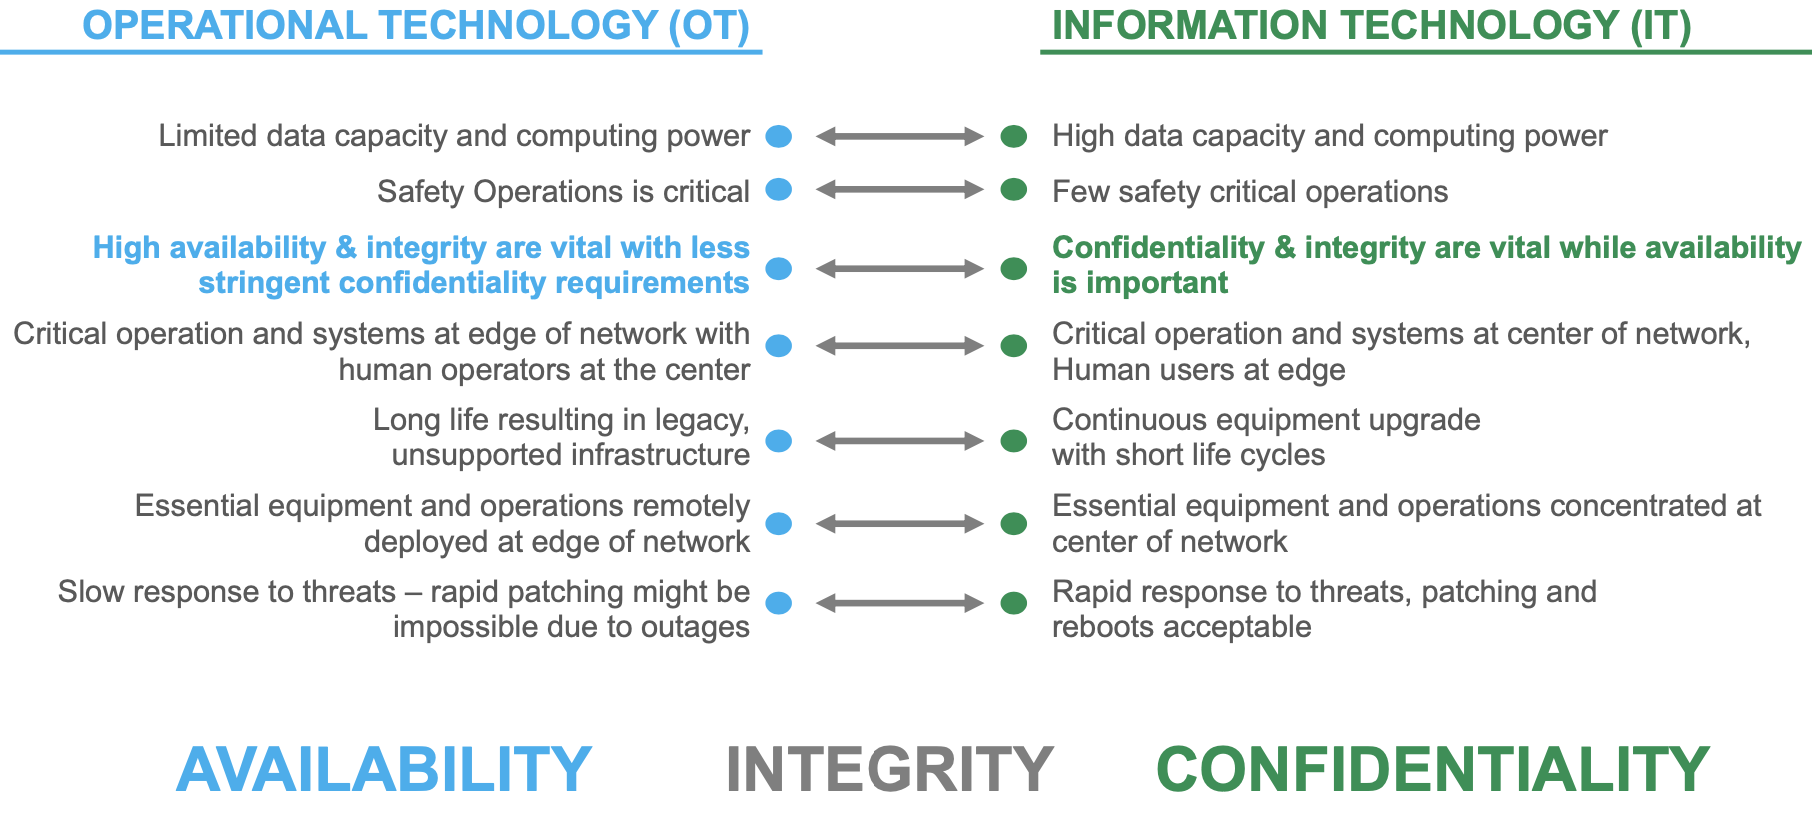 OPERATIONAL TECHNOLOGY (OT)
INFORMATION TECHNOLOGY (IT)
Limited data capacity and computing power
High data capacity and computing power
Safety Operations is critical
Few safety critical operations
High availability & integrity are vital with less
stringent confidentiality requirements
Confidentiality & integrity are vital while availability
is important
Critical operation and systems at edge of network with
human operators at the center
Critical operation and systems at center of network,
Human users at edge
Long life resulting in legacy,
unsupported infrastructure
Continuous equipment upgrade
with short life cycles
Essential equipment and operations remotely
deployed at edge of network
Essential equipment and operations concentrated at
center of network
Slow response to threats – rapid patching might be
impossible due to outages
Rapid response to threats, patching and
reboots acceptable
AVAILABILITY
INTEGRITY
CONFIDENTIALITY